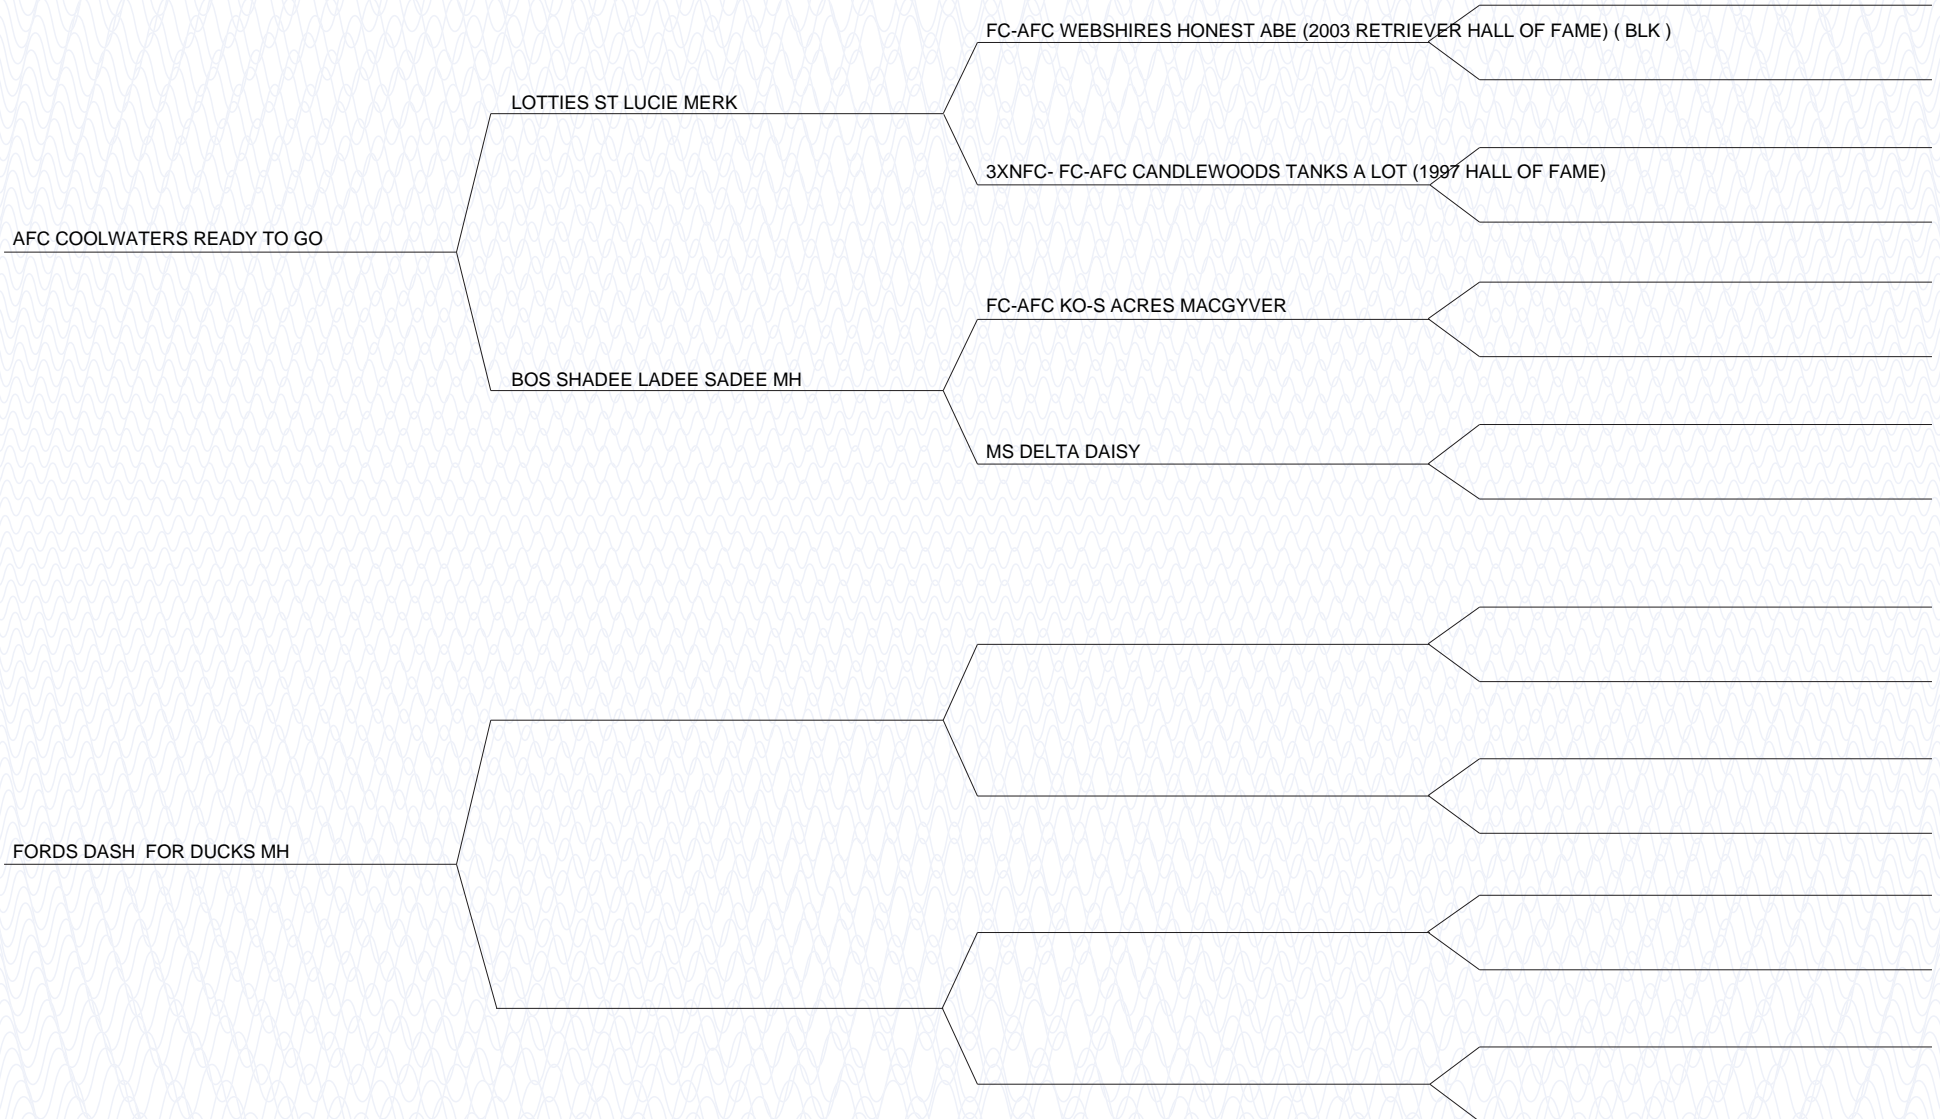 FC-AFC WEBSHIRES HONEST ABE (2003 RETRIEVER HALL OF FAME) ( BLK )
LOTTIES ST LUCIE MERK
3XNFC- FC-AFC CANDLEWOODS TANKS A LOT (1997 HALL OF FAME)
AFC COOLWATERS READY TO GO
FC-AFC KO-S ACRES MACGYVER
BOS SHADEE LADEE SADEE MH
MS DELTA DAISY
FORDS DASH  FOR DUCKS MH